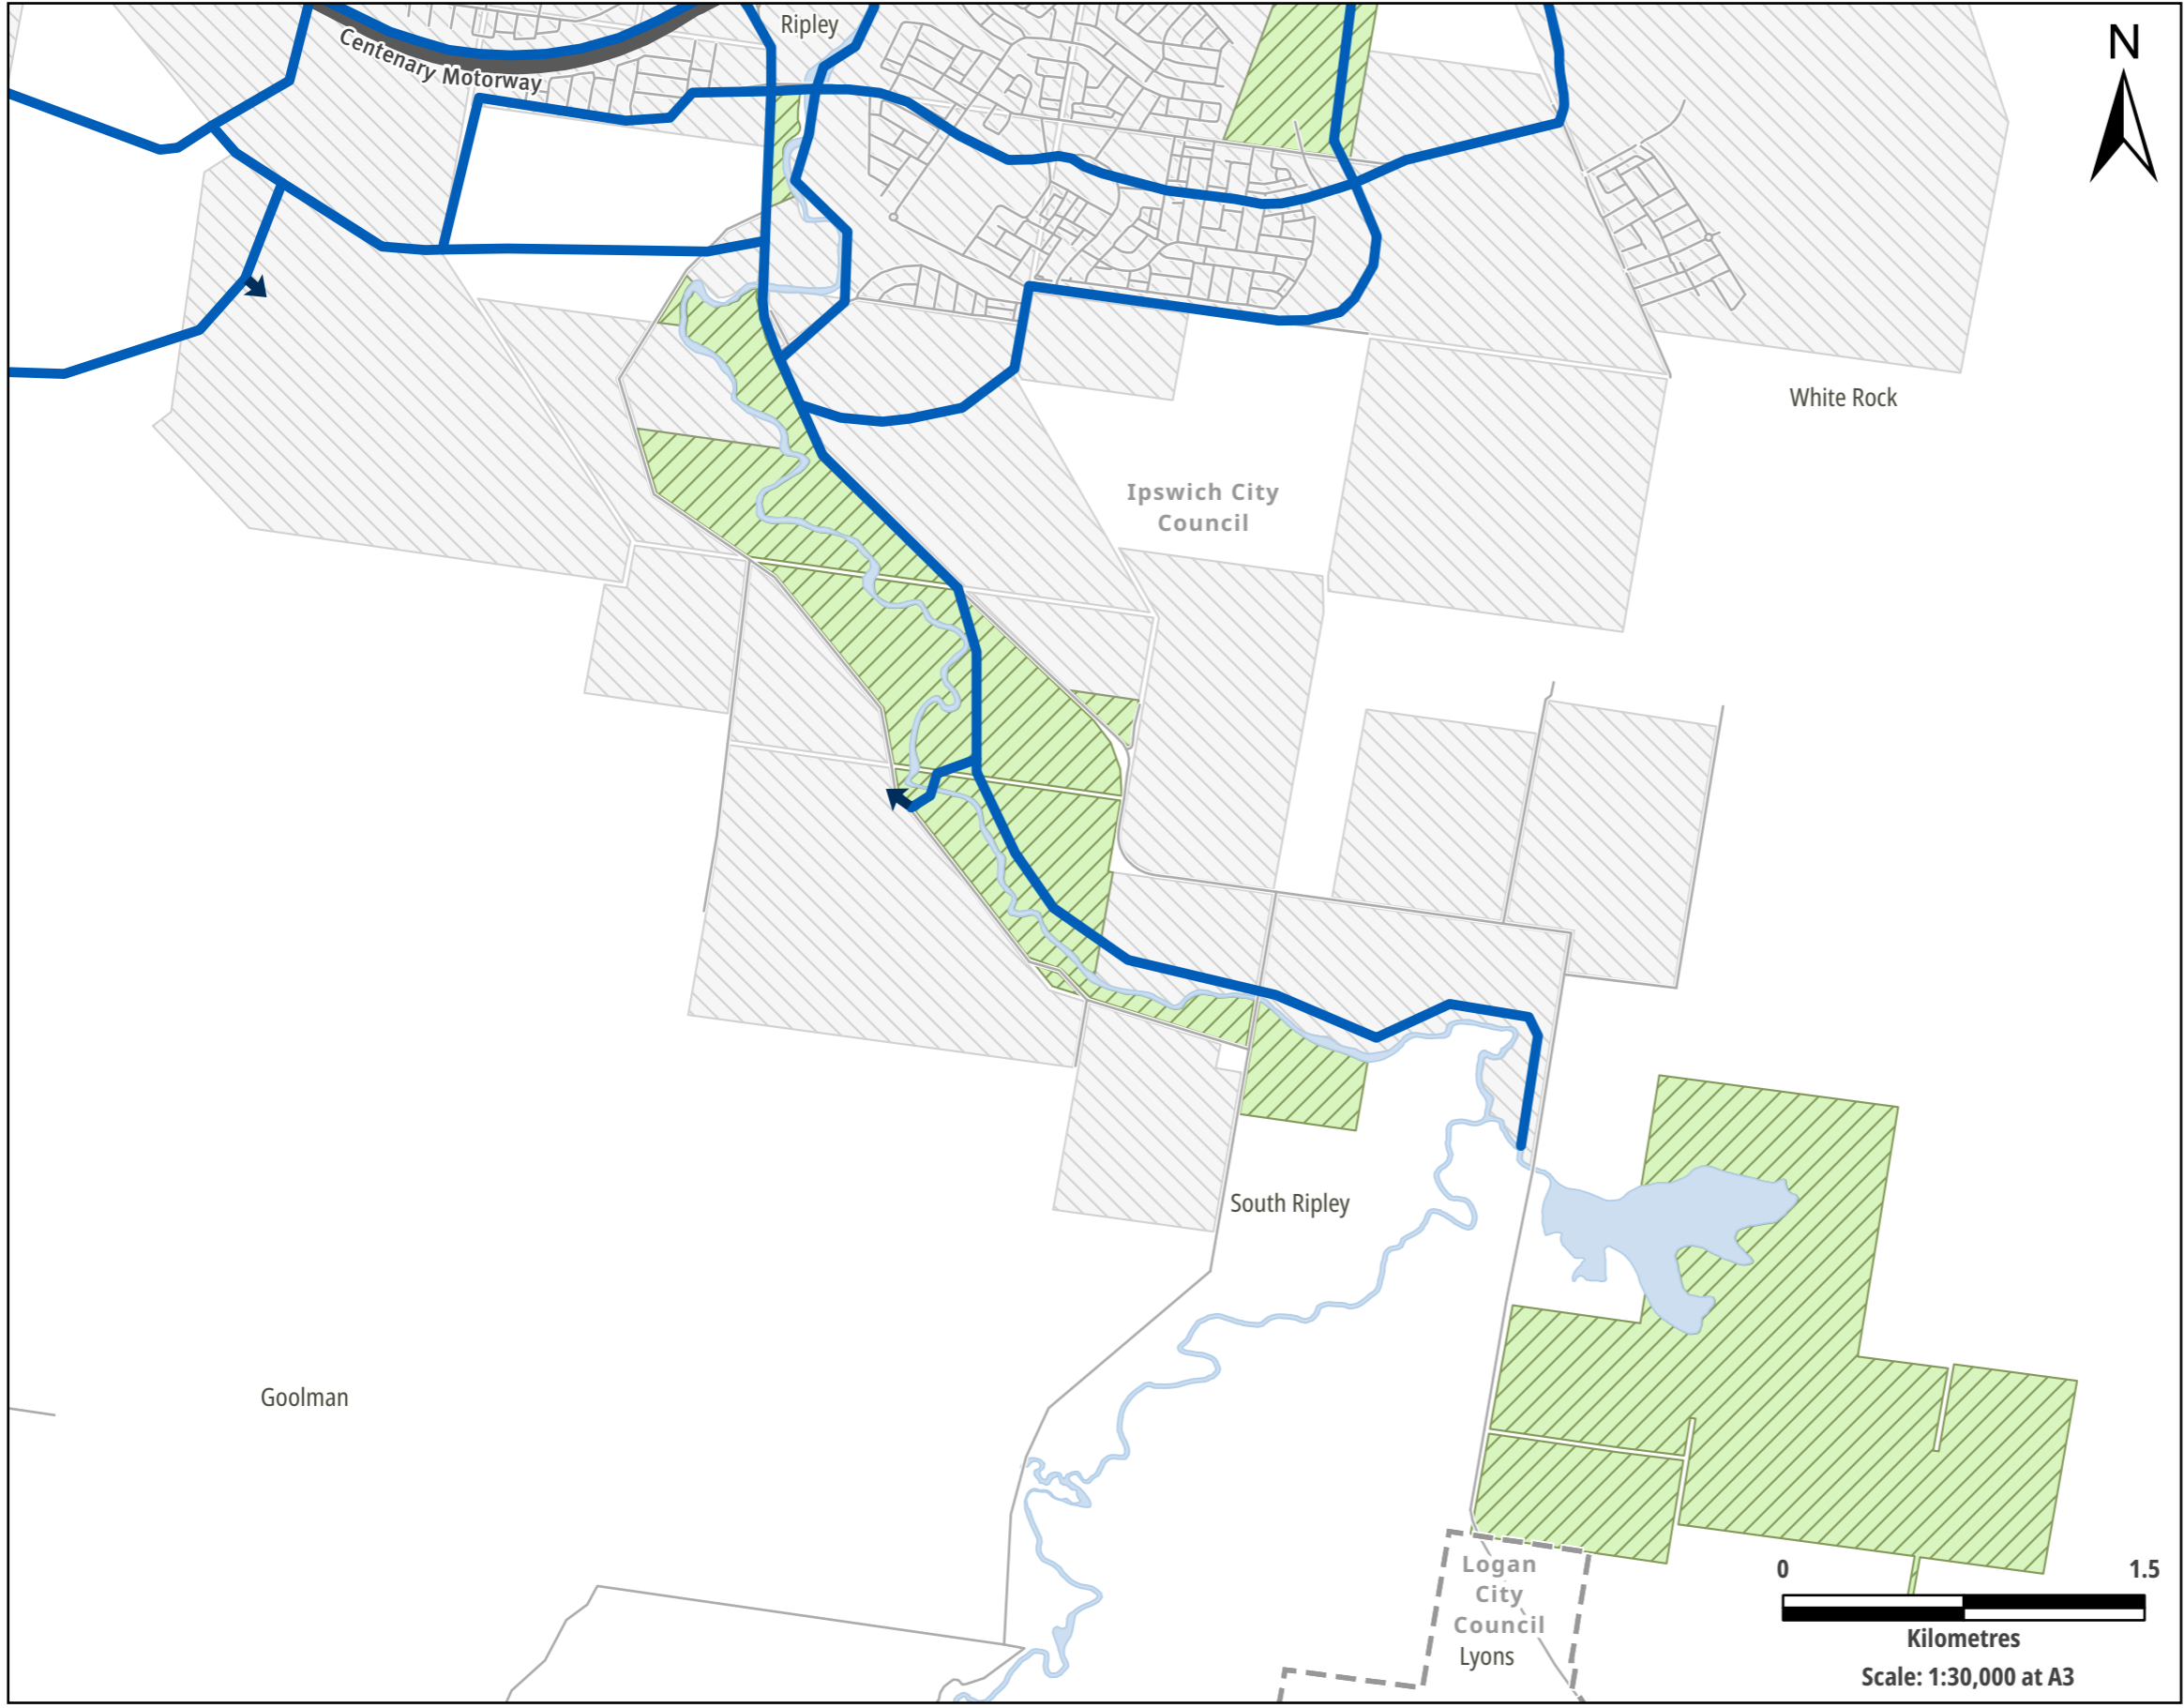 Ripley
N
Centenary Motorway
White Rock
Ipswich City
Council
South Ripley
Goolman
Logan
City
Council
Lyons
0 1.5
Kilometres
Scale: 1:30,000 at A3